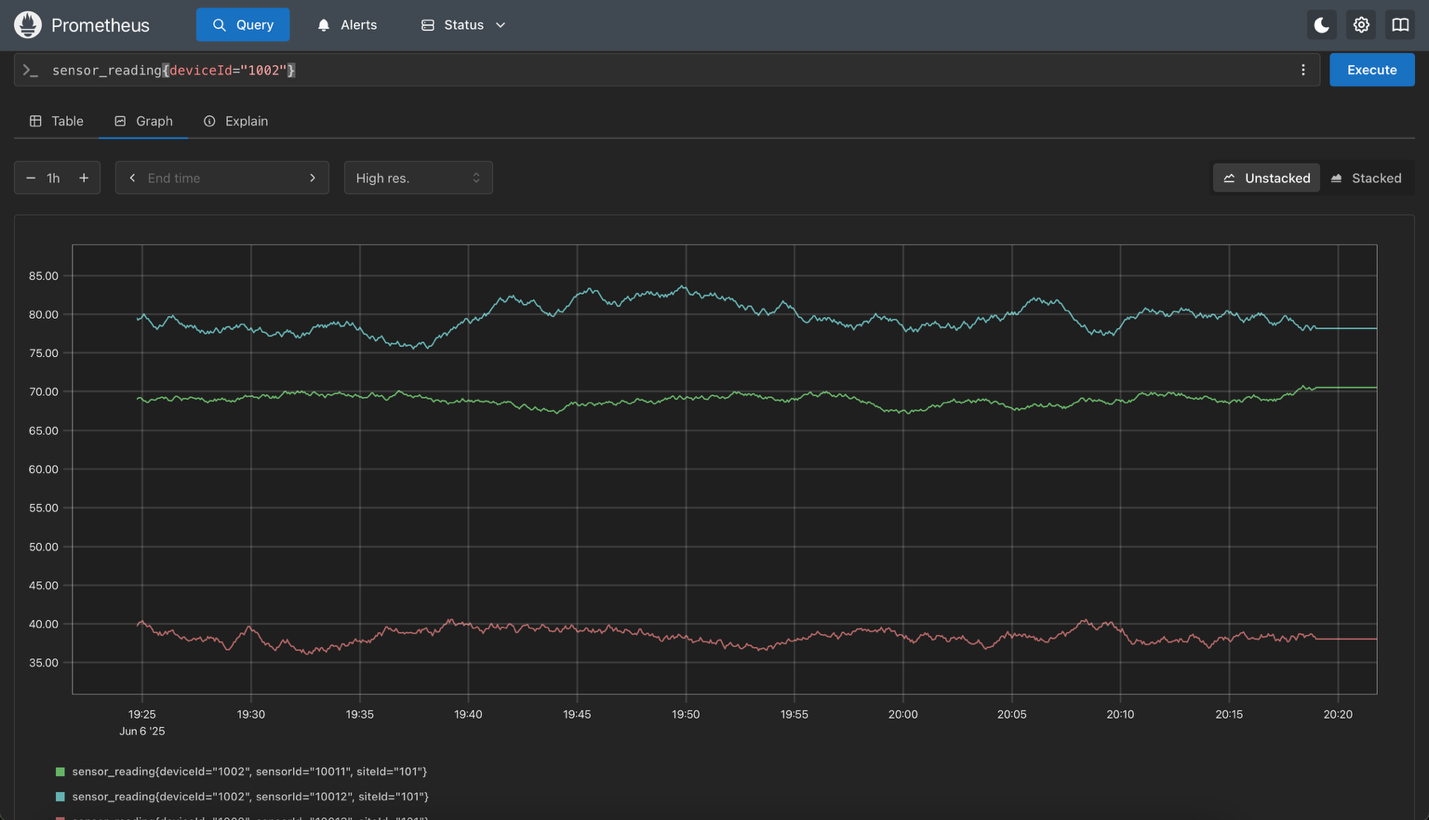 Prometheus Query Alerts Status
sensor_reading{deviceId="1002"} Execute
Table Graph Explain
1h End time High res. Unstacked Stacked
85.00
80.00
75.00
70.00
65.00
60.00
55.00
50.00
45.00
40.00
35.00
19:25 19:30 19:35 19:40 19:45 19:50 19:55 20:00 20:05 20:10 20:15 20:20
Jun 6 '25
sensor_reading{deviceId="1002", sensorId="10011", siteId="101"}
sensor_reading{deviceId="1002", sensorId="10012", siteId="101"}